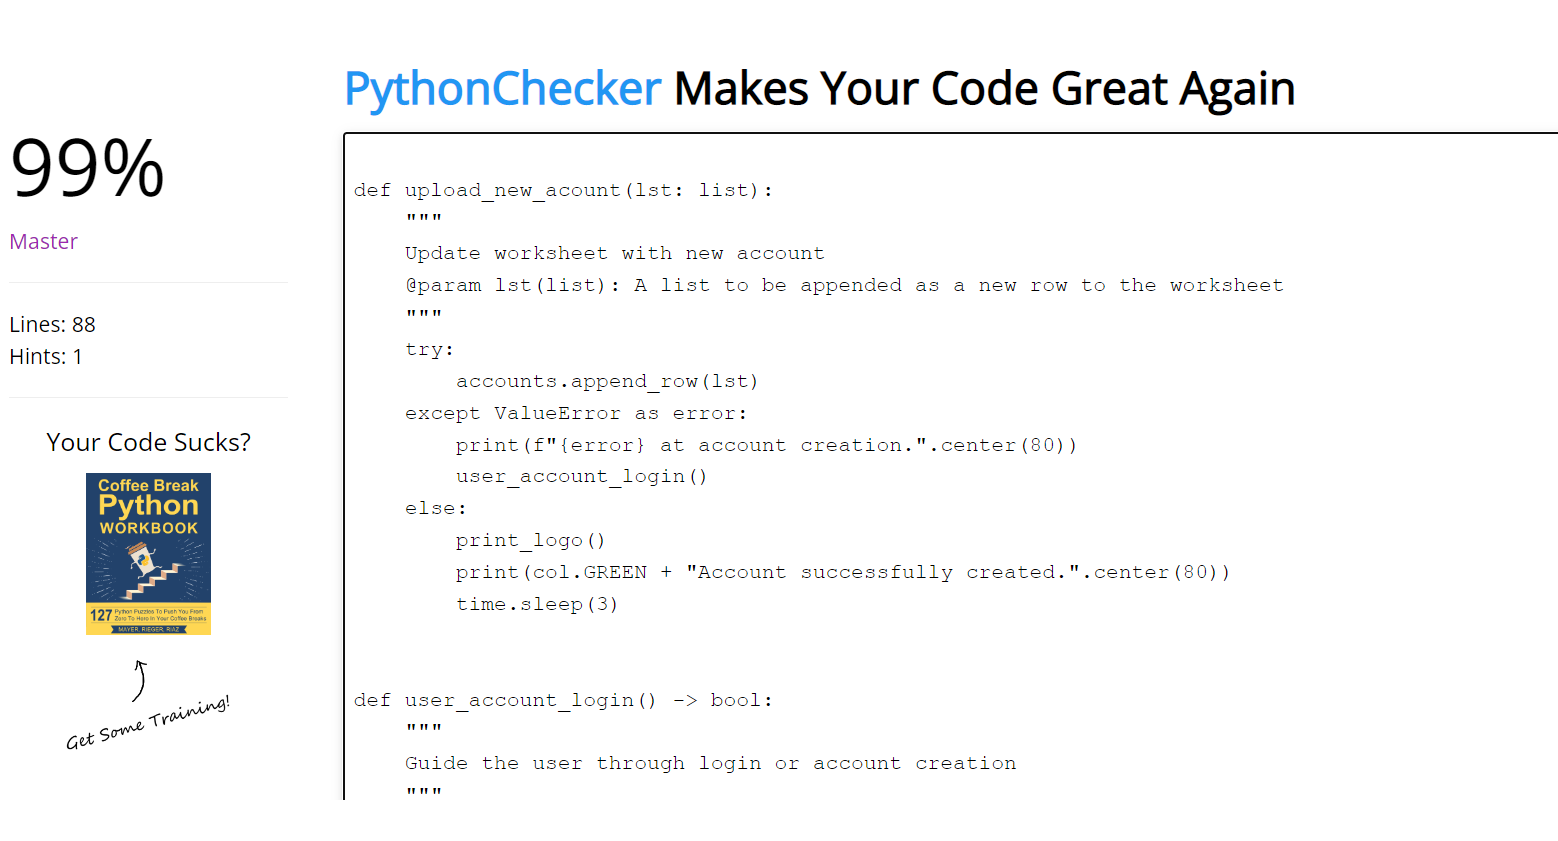 PythonChecker Makes Your Code Great Again
99%
Master
Lines: 88
Hints: 1
Your Code Sucks?
Coffee Break
Python
WORKBOOK
127 Python Puzzles To Push You From
Zero To Hero In Your Coffee Breaks
MAYER, RIEGER, RIAZ
Get Some Training!
def upload_new_acount(lst: list):
    """
    Update worksheet with new account
    @param lst(list): A list to be appended as a new row to the worksheet
    """
    try:
        accounts.append_row(lst)
    except ValueError as error:
        print(f"{error} at account creation.".center(80))
        user_account_login()
    else:
        print_logo()
        print(col.GREEN + "Account successfully created.".center(80))
        time.sleep(3)
def user_account_login() -> bool:
    """
    Guide the user through login or account creation
    """